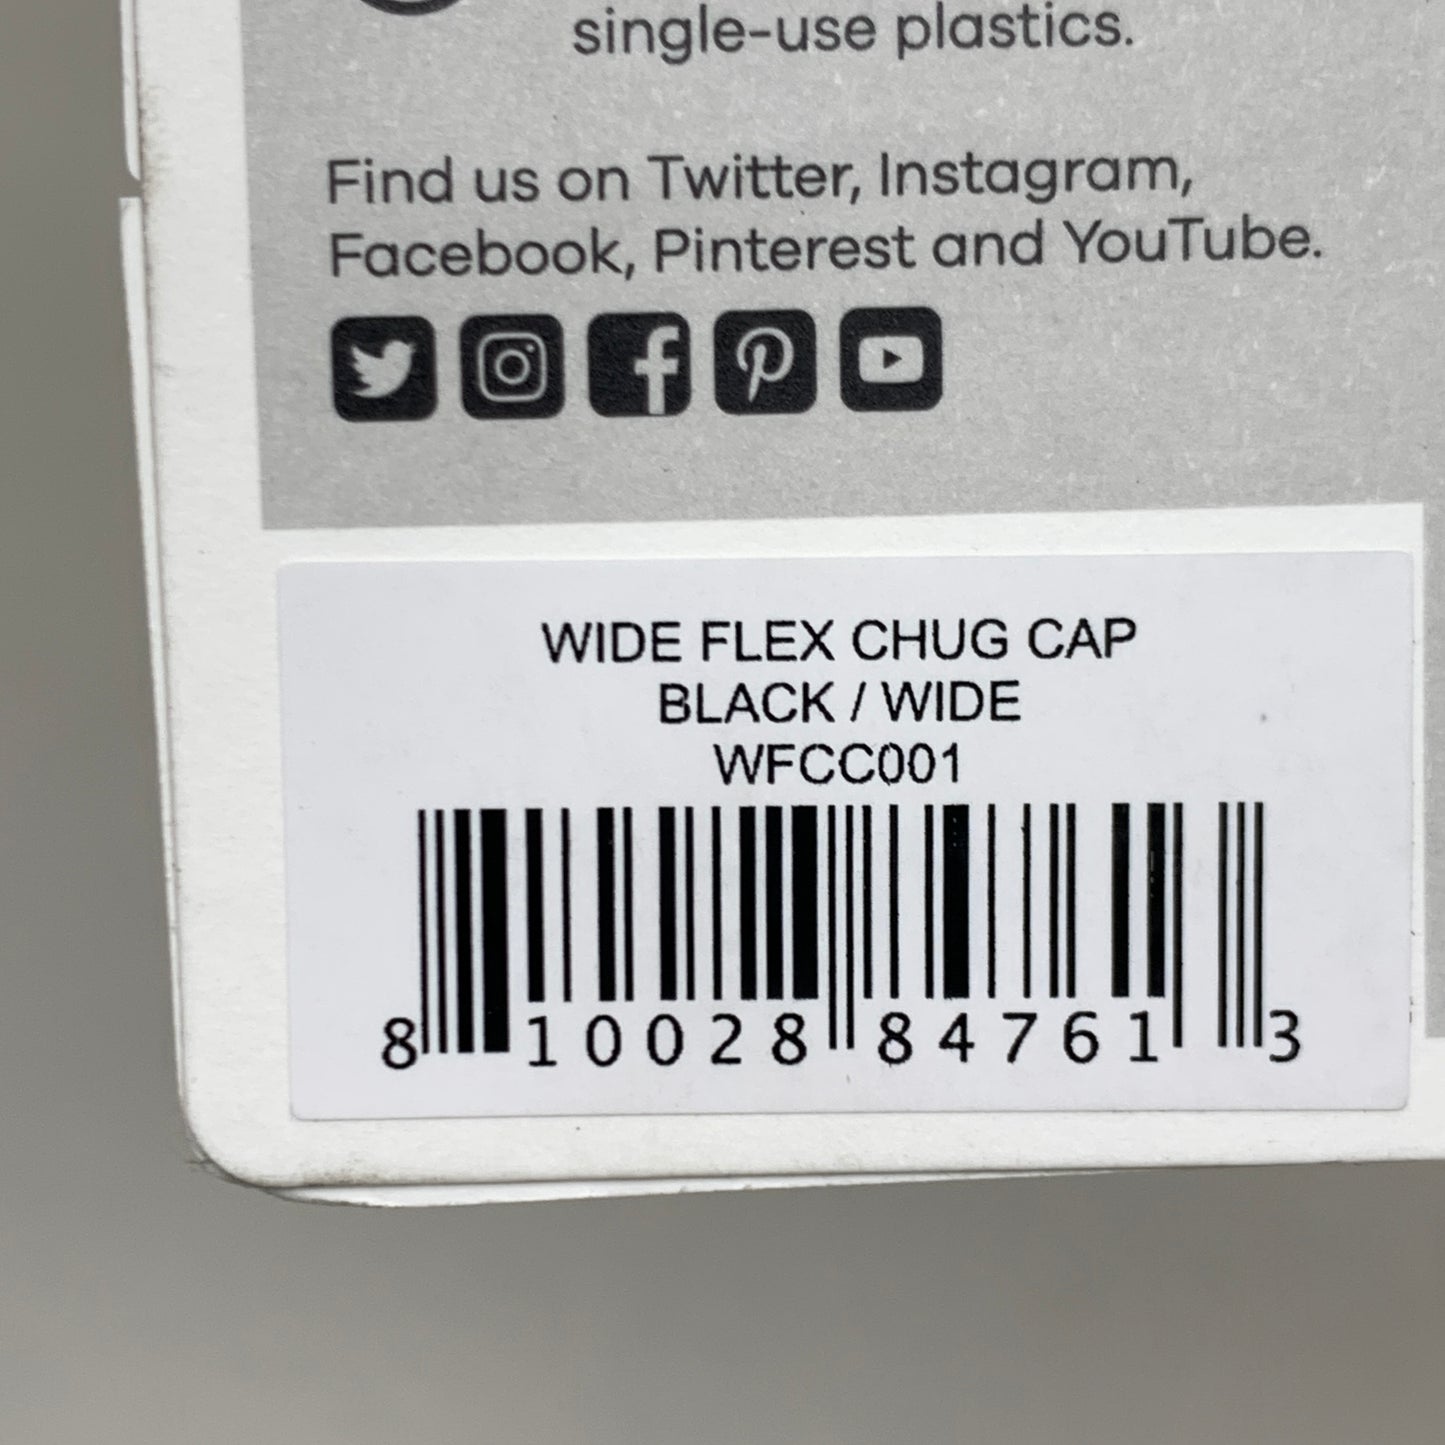 single-use plastics.
Find us on Twitter, Instagram,
Facebook, Pinterest and YouTube.
WIDE FLEX CHUG CAP
BLACK / WIDE
WFCC001
8 10028 84761 3